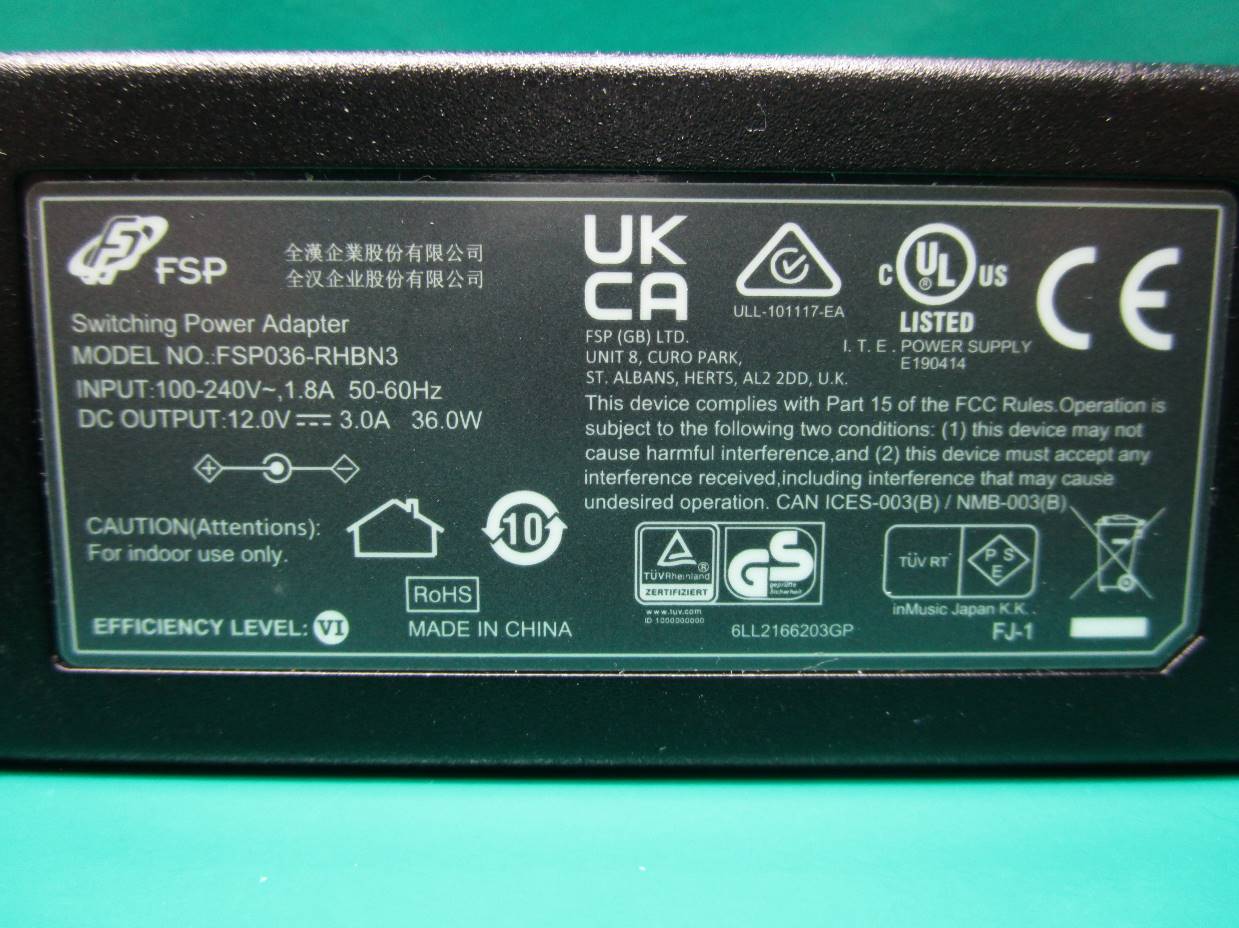 FSP
全漢企業股份有限公司
全汉企业股份有限公司
Switching Power Adapter
MODEL NO.:FSP036-RHBN3
INPUT:100-240V~,1.8A 50-60Hz
DC OUTPUT:12.0V⎓ 3.0A 36.0W
CAUTION(Attentions):
For indoor use only.
10
RoHS
EFFICIENCY LEVEL: VI
MADE IN CHINA
UK
CA
FSP (GB) LTD.
UNIT 8, CURO PARK,
ST. ALBANS, HERTS, AL2 2DD, U.K.
ULL-101117-EA
C UL ® US
LISTED
I. T. E. POWER SUPPLY
E190414
CE
This device complies with Part 15 of the FCC Rules.Operation is
subject to the following two conditions: (1) this device may not
cause harmful interference,and (2) this device must accept any
interference received,including interference that may cause
undesired operation. CAN ICES-003(B) / NMB-003(B)
TÜVRheinland ®
ZERTIFIZIERT
GS
geprüfte
Sicherheit
www.tuv.com
ID 1000000000
6LL2166203GP
TÜV RT
PSE
inMusic Japan K.K.
FJ-1